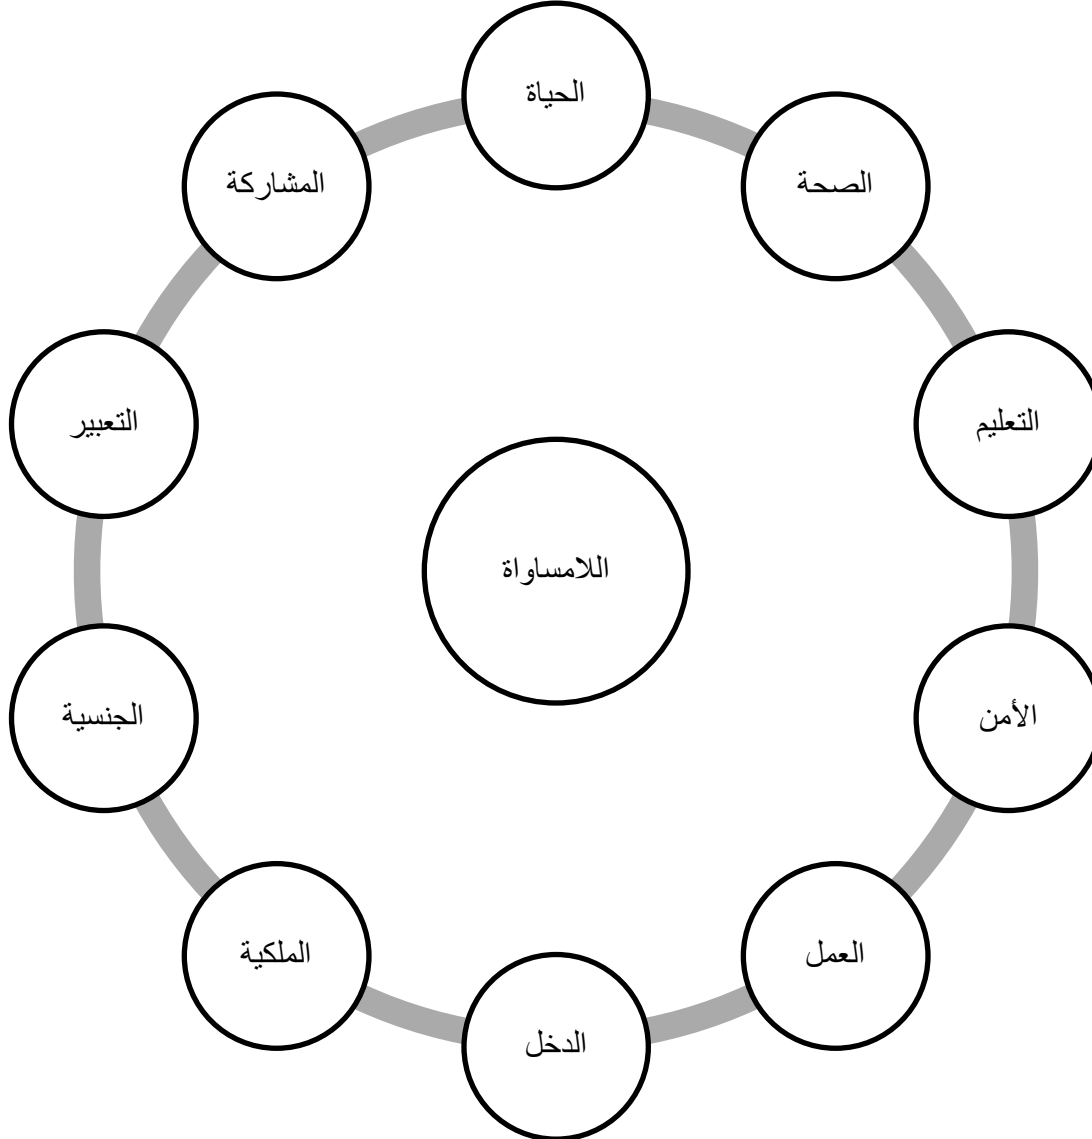 الحياة
الصحة
التعليم
الأمن
العمل
الدخل
الملكية
الجنسية
التعبير
المشاركة
اللامساواة